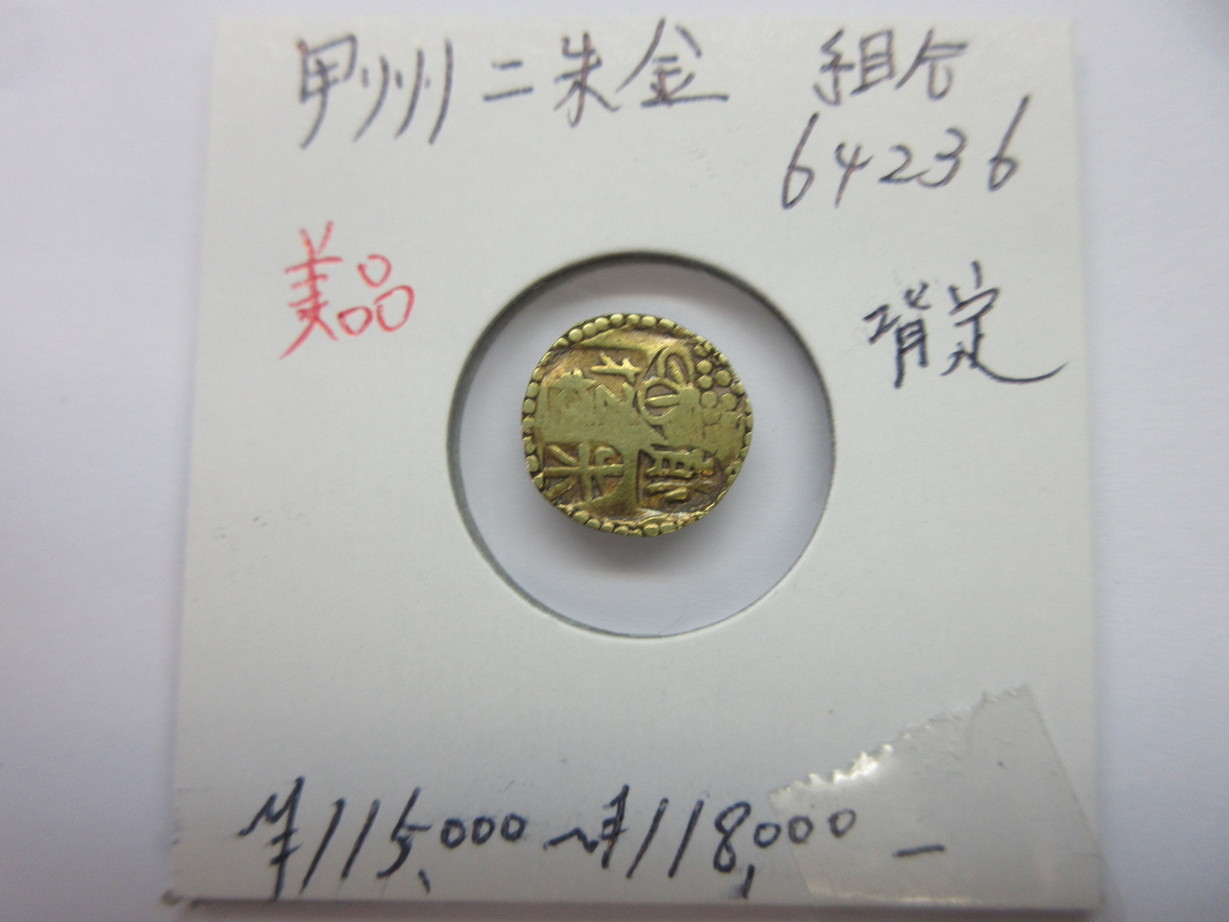 甲州二朱金 組合
64236
美品
背定
¥115,000~¥118,000-